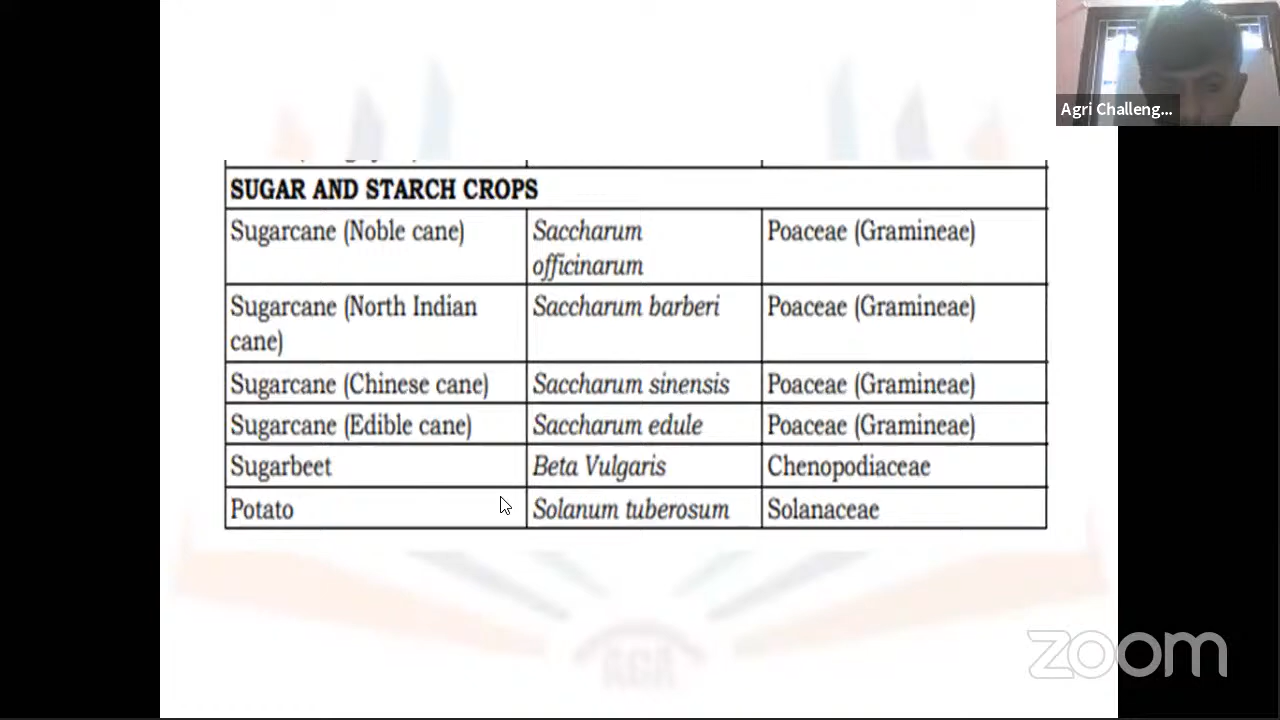 Agri Challeng...
SUGAR AND STARCH CROPS
Sugarcane (Noble cane) Saccharum officinarum Poaceae (Gramineae)
Sugarcane (North Indian cane) Saccharum barberi Poaceae (Gramineae)
Sugarcane (Chinese cane) Saccharum sinensis Poaceae (Gramineae)
Sugarcane (Edible cane) Saccharum edule Poaceae (Gramineae)
Sugarbeet Beta Vulgaris Chenopodiaceae
Potato Solanum tuberosum Solanaceae
ACA
zoom